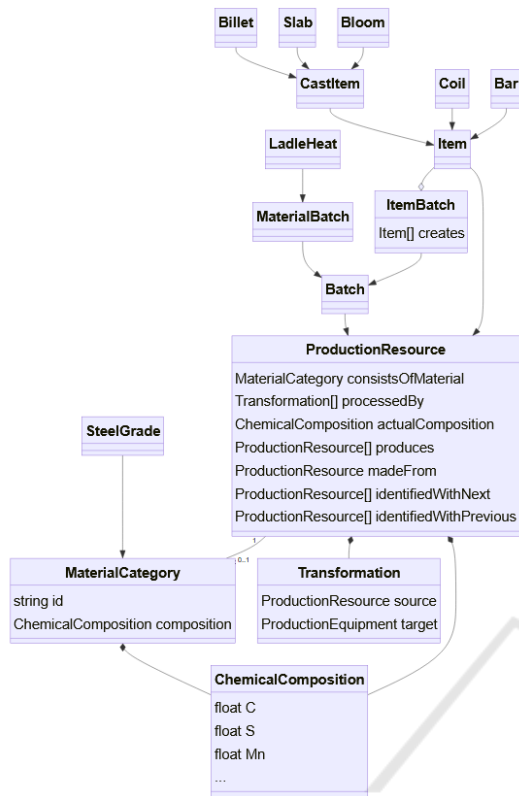 Billet
Slab
Bloom
CastItem
Coil
Bar
LadleHeat
Item
MaterialBatch
ItemBatch
Item[] creates
Batch
ProductionResource
MaterialCategory consistsOfMaterial
Transformation[] processedBy
ChemicalComposition actualComposition
ProductionResource[] produces
ProductionResource madeFrom
ProductionResource[] identifiedWithNext
ProductionResource[] identifiedWithPrevious
SteelGrade
1
0..1
MaterialCategory
string id
ChemicalComposition composition
Transformation
ProductionResource source
ProductionEquipment target
ChemicalComposition
float C
float S
float Mn
...